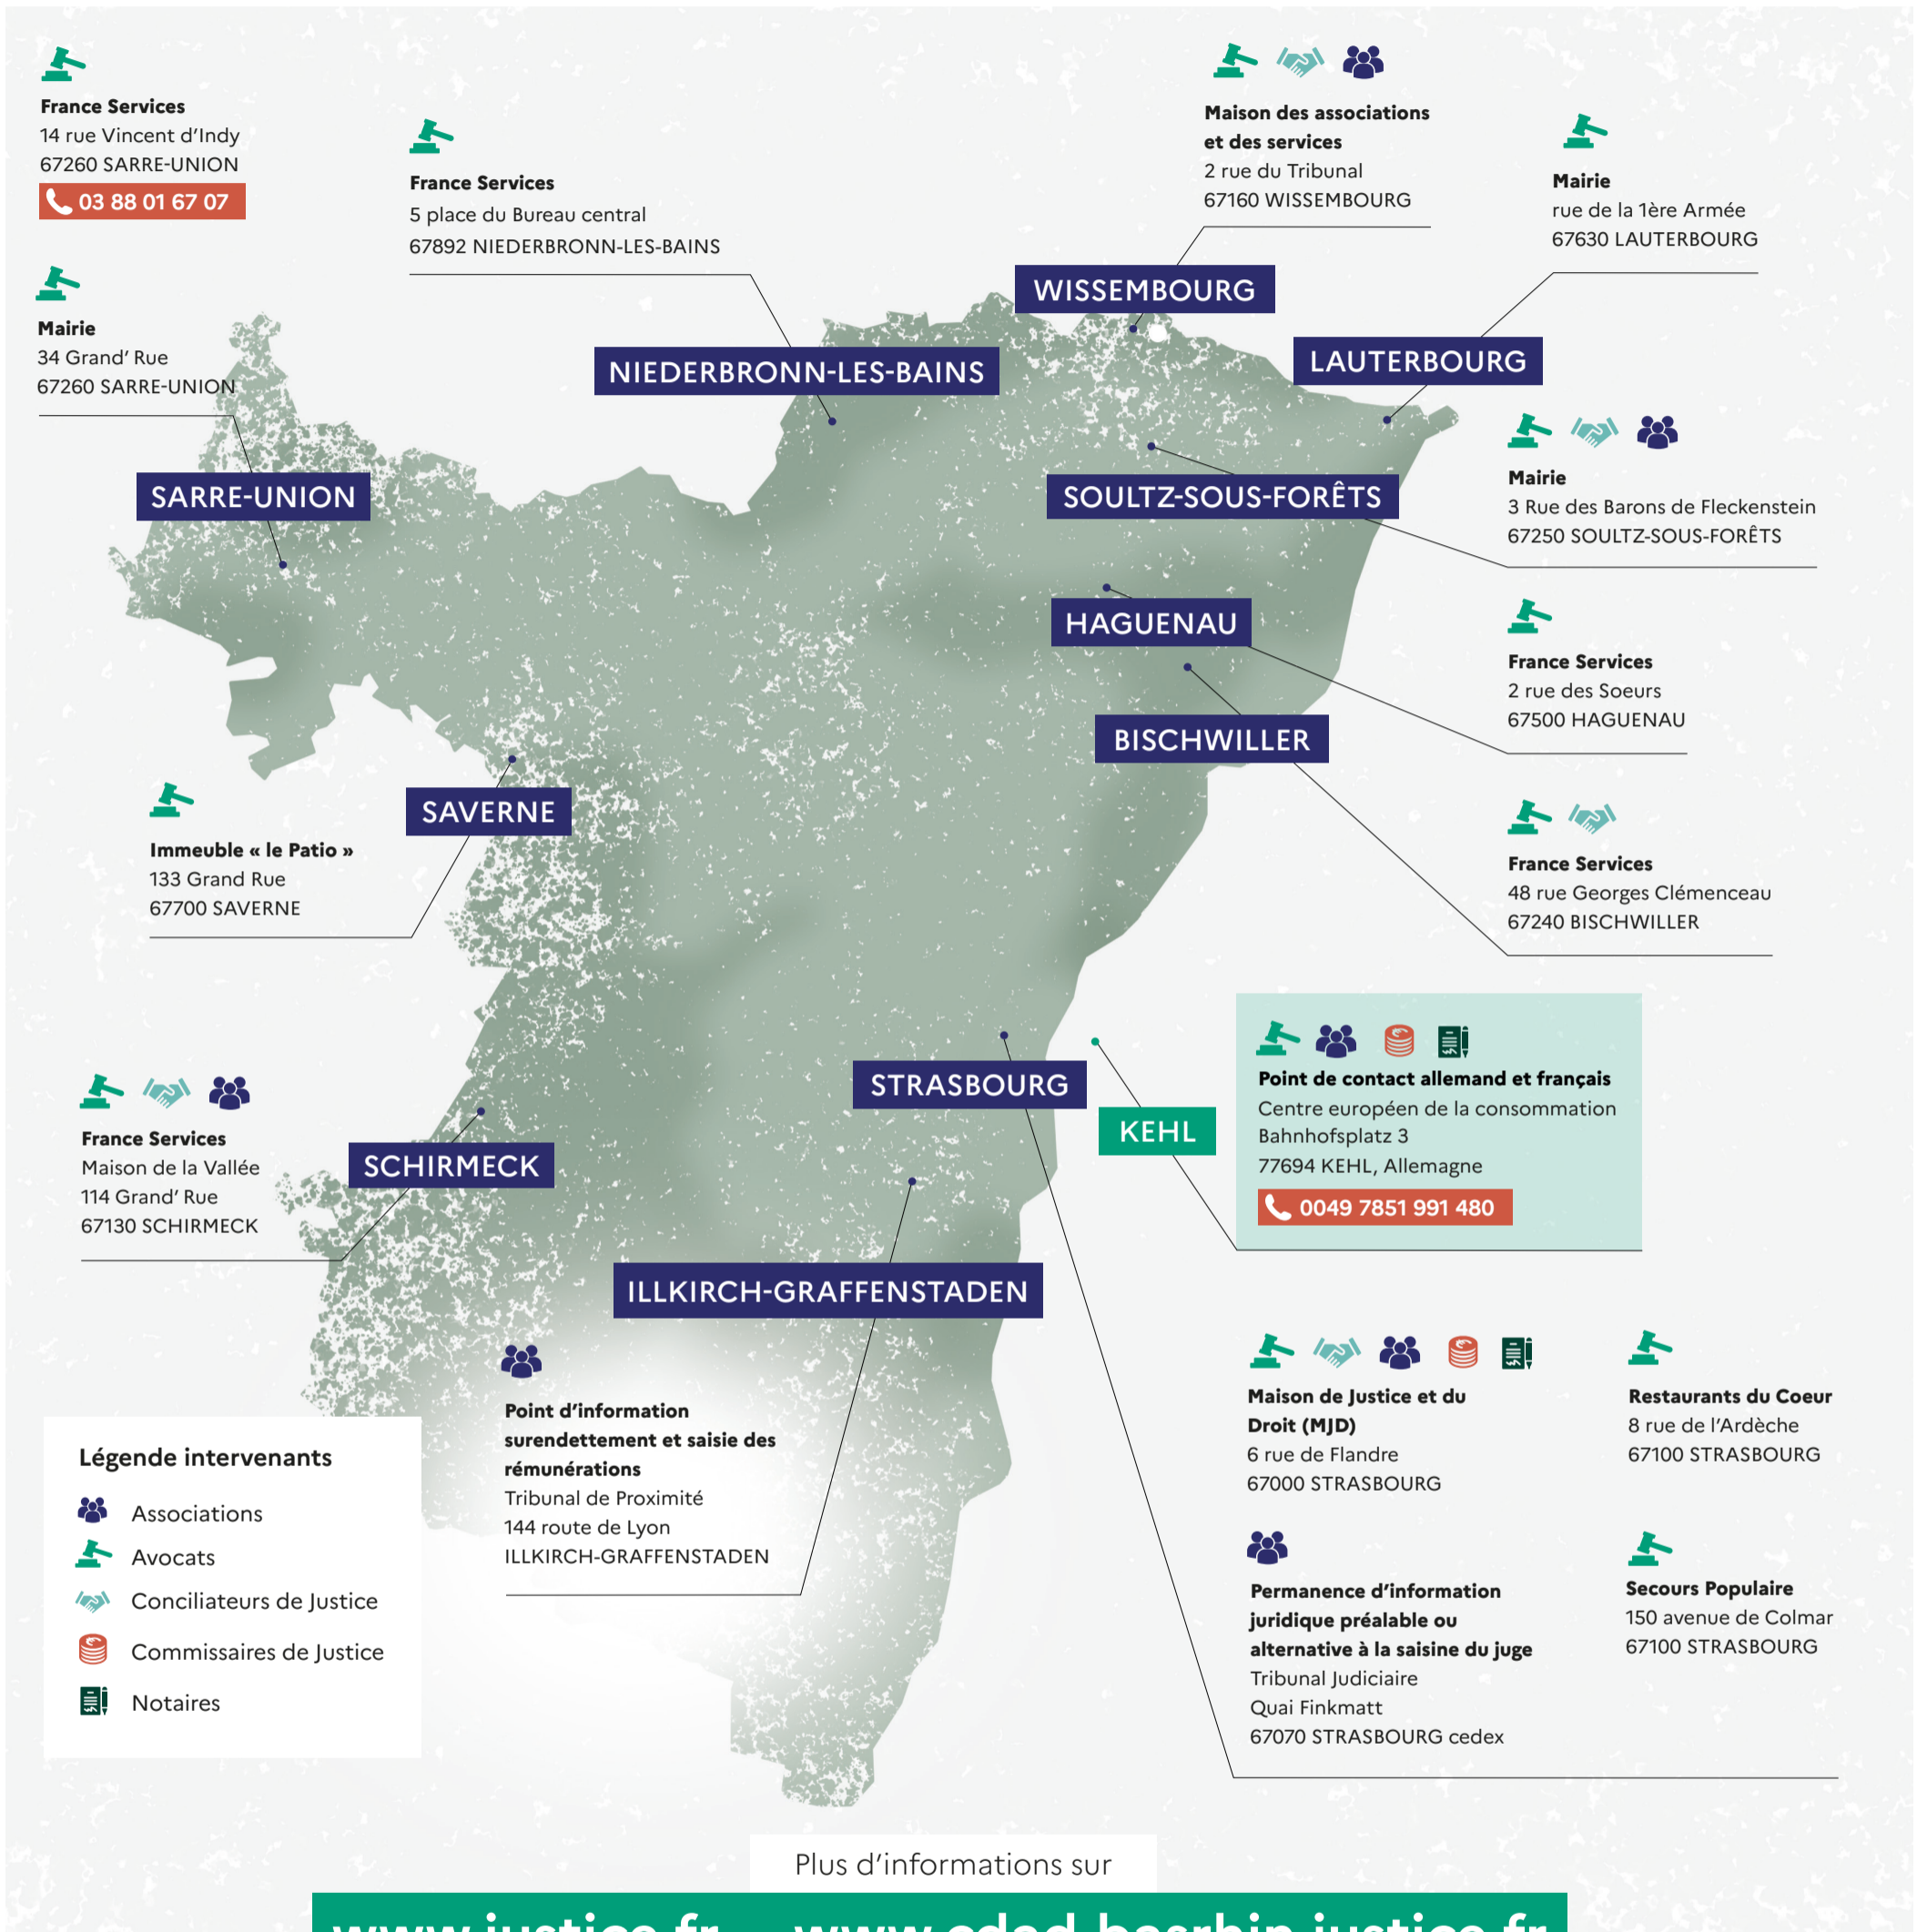 France Services
14 rue Vincent d'Indy
67260 SARRE-UNION
03 88 01 67 07
Mairie
34 Grand' Rue
67260 SARRE-UNION
France Services
5 place du Bureau central
67892 NIEDERBRONN-LES-BAINS
Maison des associations
et des services
2 rue du Tribunal
67160 WISSEMBOURG
Mairie
rue de la 1ère Armée
67630 LAUTERBOURG
WISSEMBOURG
NIEDERBRONN-LES-BAINS
LAUTERBOURG
SARRE-UNION
SOULTZ-SOUS-FORÊTS
Mairie
3 Rue des Barons de Fleckenstein
67250 SOULTZ-SOUS-FORÊTS
HAGUENAU
France Services
2 rue des Soeurs
67500 HAGUENAU
BISCHWILLER
France Services
48 rue Georges Clémenceau
67240 BISCHWILLER
SAVERNE
Immeuble « le Patio »
133 Grand Rue
67700 SAVERNE
STRASBOURG
KEHL
Point de contact allemand et français
Centre européen de la consommation
Bahnhofsplatz 3
77694 KEHL, Allemagne
0049 7851 991 480
France Services
Maison de la Vallée
114 Grand' Rue
67130 SCHIRMECK
SCHIRMECK
ILLKIRCH-GRAFFENSTADEN
Point d'information
surendettement et saisie des
rémunérations
Tribunal de Proximité
144 route de Lyon
ILLKIRCH-GRAFFENSTADEN
Maison de Justice et du
Droit (MJD)
6 rue de Flandre
67000 STRASBOURG
Restaurants du Coeur
8 rue de l'Ardèche
67100 STRASBOURG
Permanence d'information
juridique préalable ou
alternative à la saisine du juge
Tribunal Judiciaire
Quai Finkmatt
67070 STRASBOURG cedex
Secours Populaire
150 avenue de Colmar
67100 STRASBOURG
Légende intervenants
Associations
Avocats
Conciliateurs de Justice
Commissaires de Justice
Notaires
Plus d'informations sur
www.justice.fr www.cdad-basrhin.justice.fr